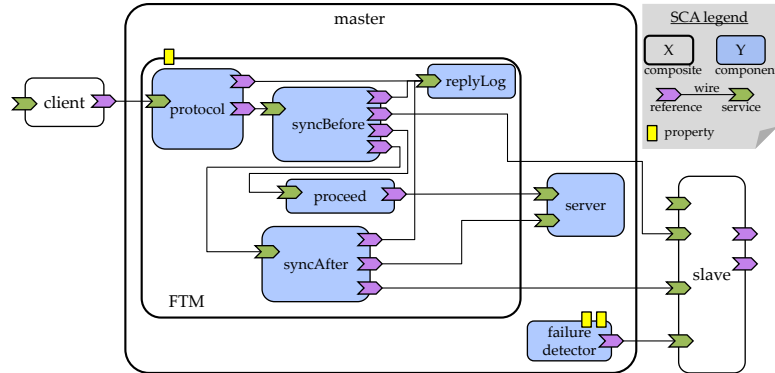 master
SCA legend
X
Y
composite
component
wire
reference
service
property
client
protocol
replyLog
syncBefore
proceed
server
syncAfter
slave
FTM
failure
detector